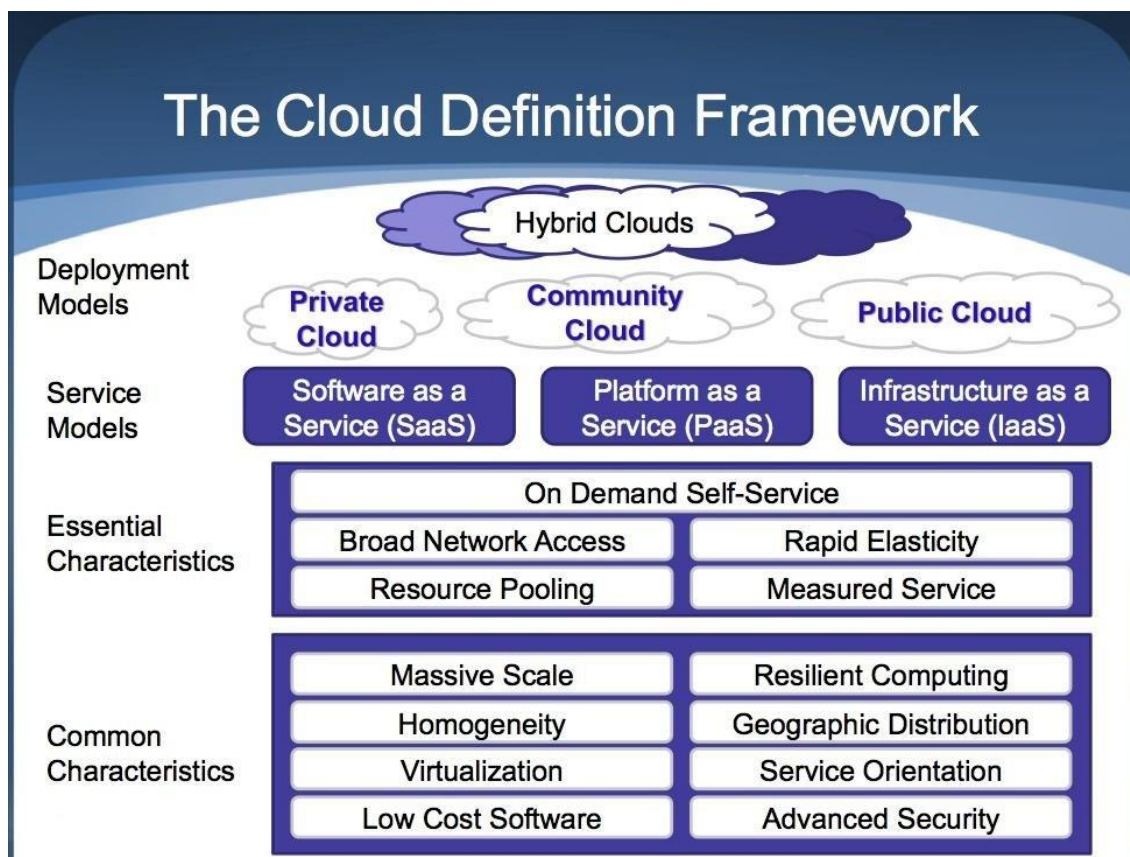 The Cloud Definition Framework
Hybrid Clouds
Deployment
Models
Private
Cloud
Community
Cloud
Public Cloud
Service
Models
Software as a
Service (SaaS)
Platform as a
Service (PaaS)
Infrastructure as a
Service (IaaS)
Essential
Characteristics
On Demand Self-Service
Broad Network Access
Rapid Elasticity
Resource Pooling
Measured Service
Common
Characteristics
Massive Scale
Resilient Computing
Homogeneity
Geographic Distribution
Virtualization
Service Orientation
Low Cost Software
Advanced Security